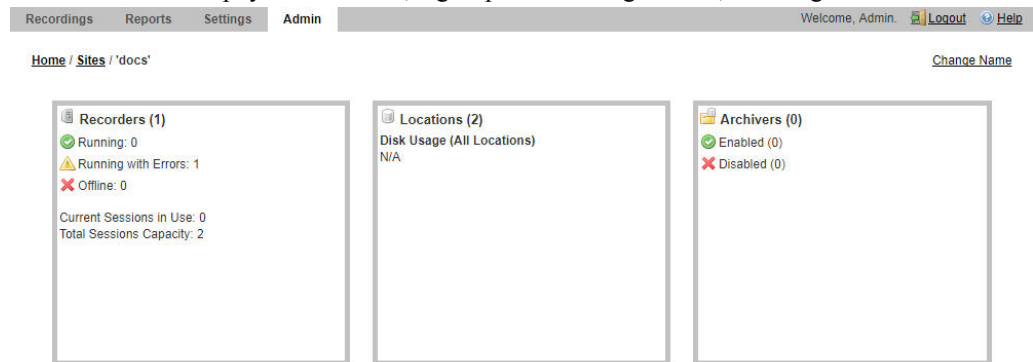 Recordings Reports Settings Admin Welcome, Admin. Logout Help
Home / Sites / 'docs' Change Name
Recorders (1)
Running: 0
Running with Errors: 1
Offline: 0
Current Sessions in Use: 0
Total Sessions Capacity: 2
Locations (2)
Disk Usage (All Locations)
N/A
Archivers (0)
Enabled (0)
Disabled (0)